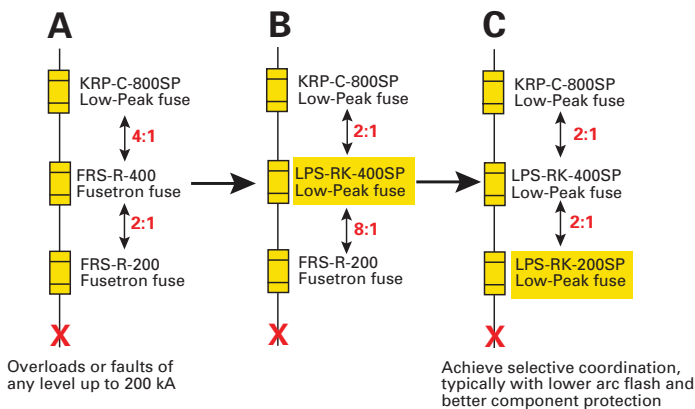 A
KRP-C-800SP
Low-Peak fuse
4:1
FRS-R-400
Fusetron fuse
2:1
FRS-R-200
Fusetron fuse
X
Overloads or faults of
any level up to 200 kA
B
KRP-C-800SP
Low-Peak fuse
2:1
LPS-RK-400SP
Low-Peak fuse
8:1
FRS-R-200
Fusetron fuse
X
C
KRP-C-800SP
Low-Peak fuse
2:1
LPS-RK-400SP
Low-Peak fuse
2:1
LPS-RK-200SP
Low-Peak fuse
X
Achieve selective coordination,
typically with lower arc flash and
better component protection